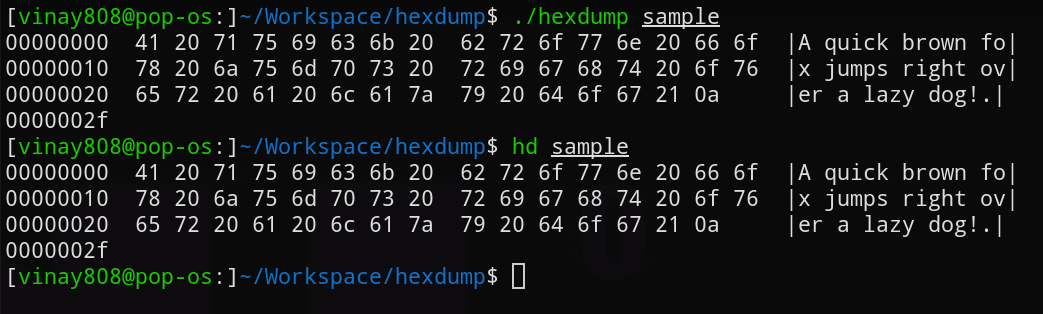 [vinay808@pop-os:]~/Workspace/hexdump$ ./hexdump sample
00000000  41 20 71 75 69 63 6b 20  62 72 6f 77 6e 20 66 6f  |A quick brown fo|
00000010  78 20 6a 75 6d 70 73 20  72 69 67 68 74 20 6f 76  |x jumps right ov|
00000020  65 72 20 61 20 6c 61 7a  79 20 64 6f 67 21 0a     |er a lazy dog!.|
0000002f
[vinay808@pop-os:]~/Workspace/hexdump$ hd sample
00000000  41 20 71 75 69 63 6b 20  62 72 6f 77 6e 20 66 6f  |A quick brown fo|
00000010  78 20 6a 75 6d 70 73 20  72 69 67 68 74 20 6f 76  |x jumps right ov|
00000020  65 72 20 61 20 6c 61 7a  79 20 64 6f 67 21 0a     |er a lazy dog!.|
0000002f
[vinay808@pop-os:]~/Workspace/hexdump$